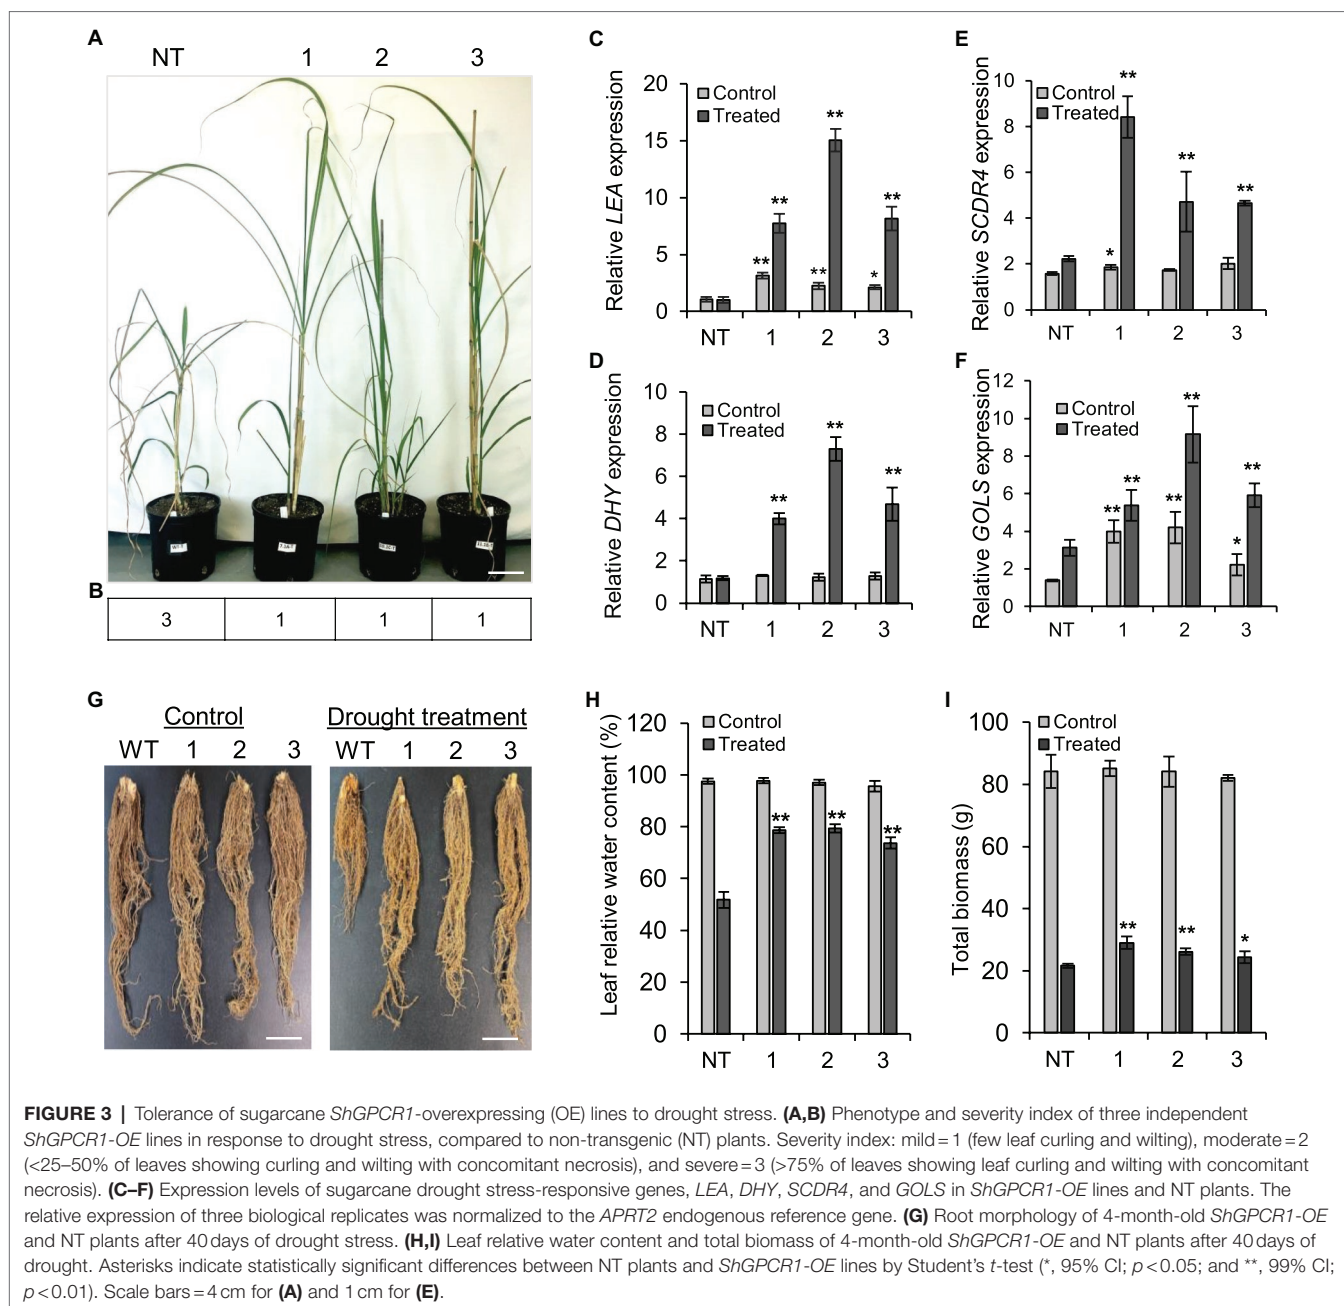 A
NT 1 2 3
B
3 1 1 1
C
Relative LEA expression
20
15
10
5
0
Control
Treated
** ** ** ** * **
NT 1 2 3
D
Relative DHY expression
10
8
6
4
2
0
Control
Treated
** ** **
NT 1 2 3
E
Relative SCDR4 expression
10
8
6
4
2
0
Control
Treated
* ** ** **
NT 1 2 3
F
Relative GOLS expression
12
10
8
6
4
2
0
Control
Treated
** ** ** ** * **
NT 1 2 3
G
Control
WT 1 2 3
Drought treatment
WT 1 2 3
H
Leaf relative water content (%)
120
100
80
60
40
20
0
Control
Treated
** ** **
NT 1 2 3
I
Total biomass (g)
100
80
60
40
20
0
Control
Treated
** ** *
NT 1 2 3
FIGURE 3 | Tolerance of sugarcane ShGPCR1-overexpressing (OE) lines to drought stress. (A,B) Phenotype and severity index of three independent
ShGPCR1-OE lines in response to drought stress, compared to non-transgenic (NT) plants. Severity index: mild = 1 (few leaf curling and wilting), moderate = 2
(<25–50% of leaves showing curling and wilting with concomitant necrosis), and severe = 3 (>75% of leaves showing leaf curling and wilting with concomitant
necrosis). (C–F) Expression levels of sugarcane drought stress-responsive genes, LEA, DHY, SCDR4, and GOLS in ShGPCR1-OE lines and NT plants. The
relative expression of three biological replicates was normalized to the APRT2 endogenous reference gene. (G) Root morphology of 4-month-old ShGPCR1-OE
and NT plants after 40 days of drought stress. (H,I) Leaf relative water content and total biomass of 4-month-old ShGPCR1-OE and NT plants after 40 days of
drought. Asterisks indicate statistically significant differences between NT plants and ShGPCR1-OE lines by Student's t-test (*, 95% CI; p < 0.05; and **, 99% CI;
p < 0.01). Scale bars = 4 cm for (A) and 1 cm for (E).